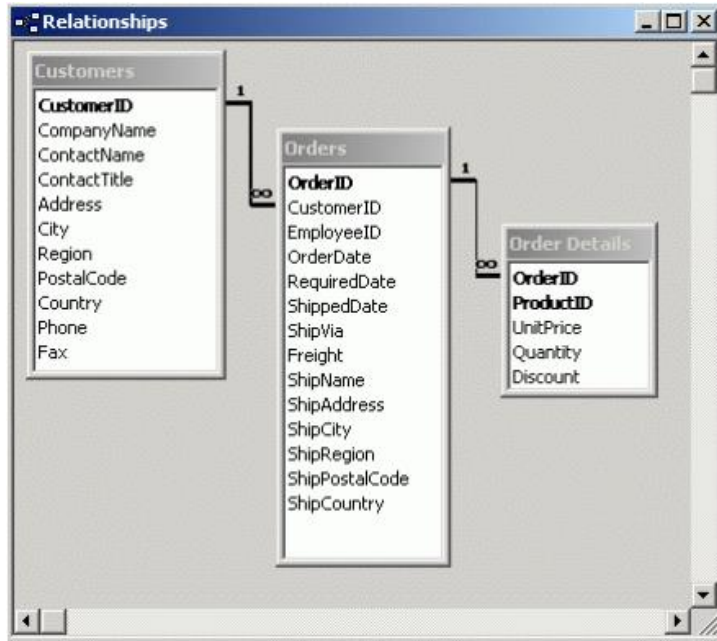 Relationships
Customers
CustomerID
CompanyName
ContactName
ContactTitle
Address
City
Region
PostalCode
Country
Phone
Fax
1
∞
Orders
OrderID
CustomerID
EmployeeID
OrderDate
RequiredDate
ShippedDate
ShipVia
Freight
ShipName
ShipAddress
ShipCity
ShipRegion
ShipPostalCode
ShipCountry
1
∞
Order Details
OrderID
ProductID
UnitPrice
Quantity
Discount